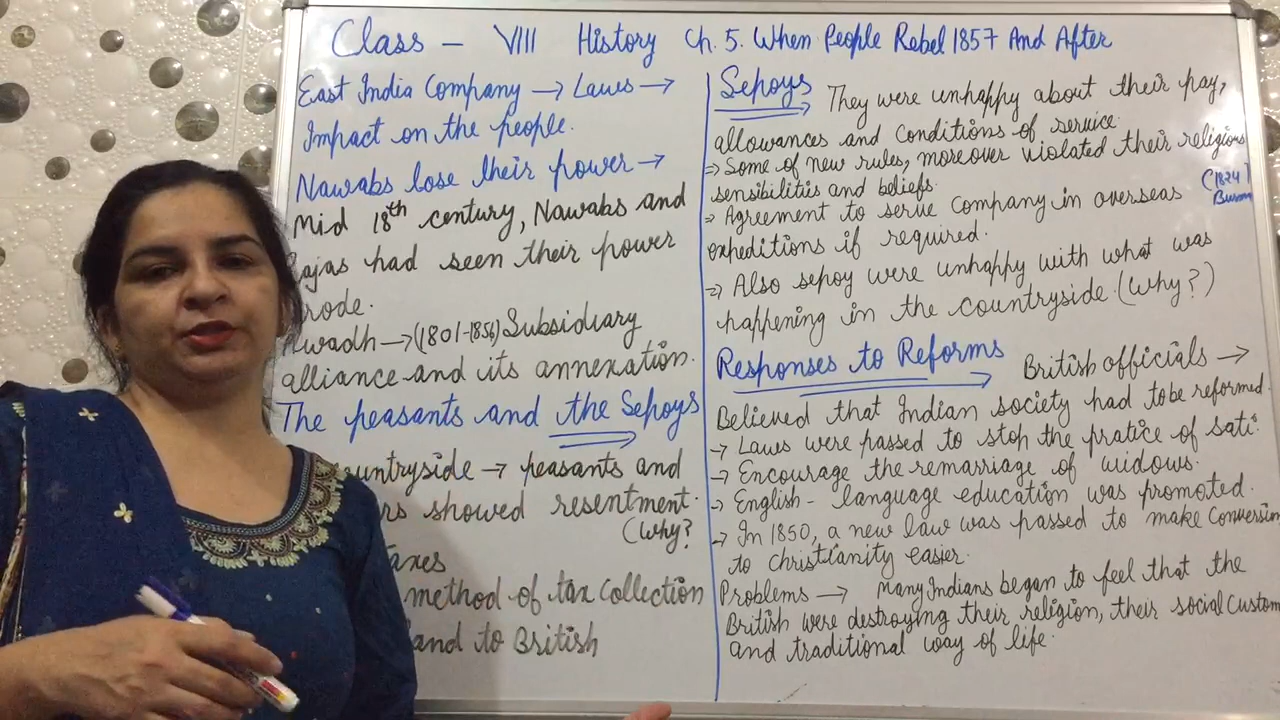 Class - VIII History Ch. 5. When People Rebel 1857 And After
East India Company → Laws →
Impact on the people.
Nawabs lose their power →
Mid 18th century, Nawabs and
ajas had seen their power
rode.
Awadh → (1801-1856) Subsidiary
alliance and its annexation.
The peasants and the Sepoys
countryside → peasants and
rs showed resentment.
(Why?
Taxes
method of tax collection
and to British
Sepoys They were unhappy about their pay,
allowances and conditions of service.
→ Some of new rules, moreover violated their religious
sensibilities and beliefs.
→ Agreement to serve Company in overseas (1824)
expeditions if required.
→ Also sepoy were unhappy with what was
happening in the countryside. (Why?)
Responses to Reforms British officials →
Believed that Indian society had to be reformed.
→ Laws were passed to stop the pratice of sati.
→ Encourage the remarriage of widows.
→ English - language education was promoted.
→ In 1850, a new law was passed to make Conversion
to Christianity easier.
Problems → Many Indians began to feel that the
British were destroying their religion, their social custom
and traditional way of life.